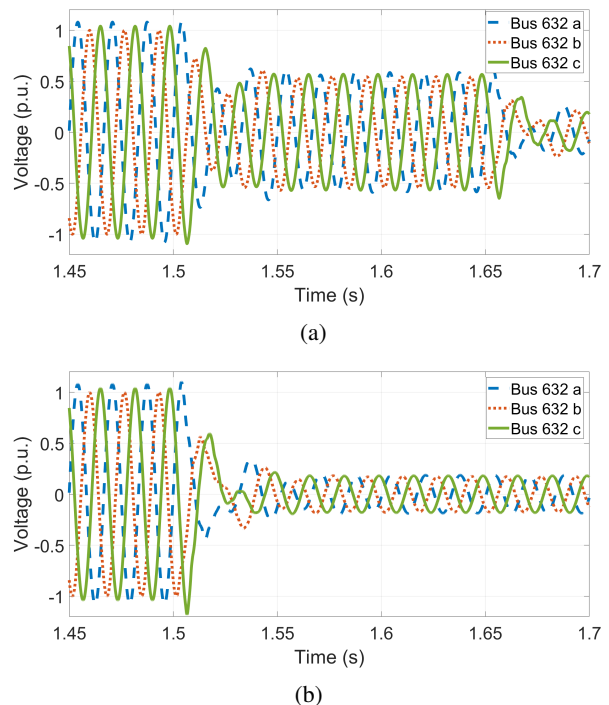 Voltage (p.u.)
1
0.5
0
-0.5
-1
Bus 632 a
Bus 632 b
Bus 632 c
1.45
1.5
1.55
1.6
1.65
1.7
Time (s)
(a)
Voltage (p.u.)
1
0.5
0
-0.5
-1
Bus 632 a
Bus 632 b
Bus 632 c
1.45
1.5
1.55
1.6
1.65
1.7
Time (s)
(b)